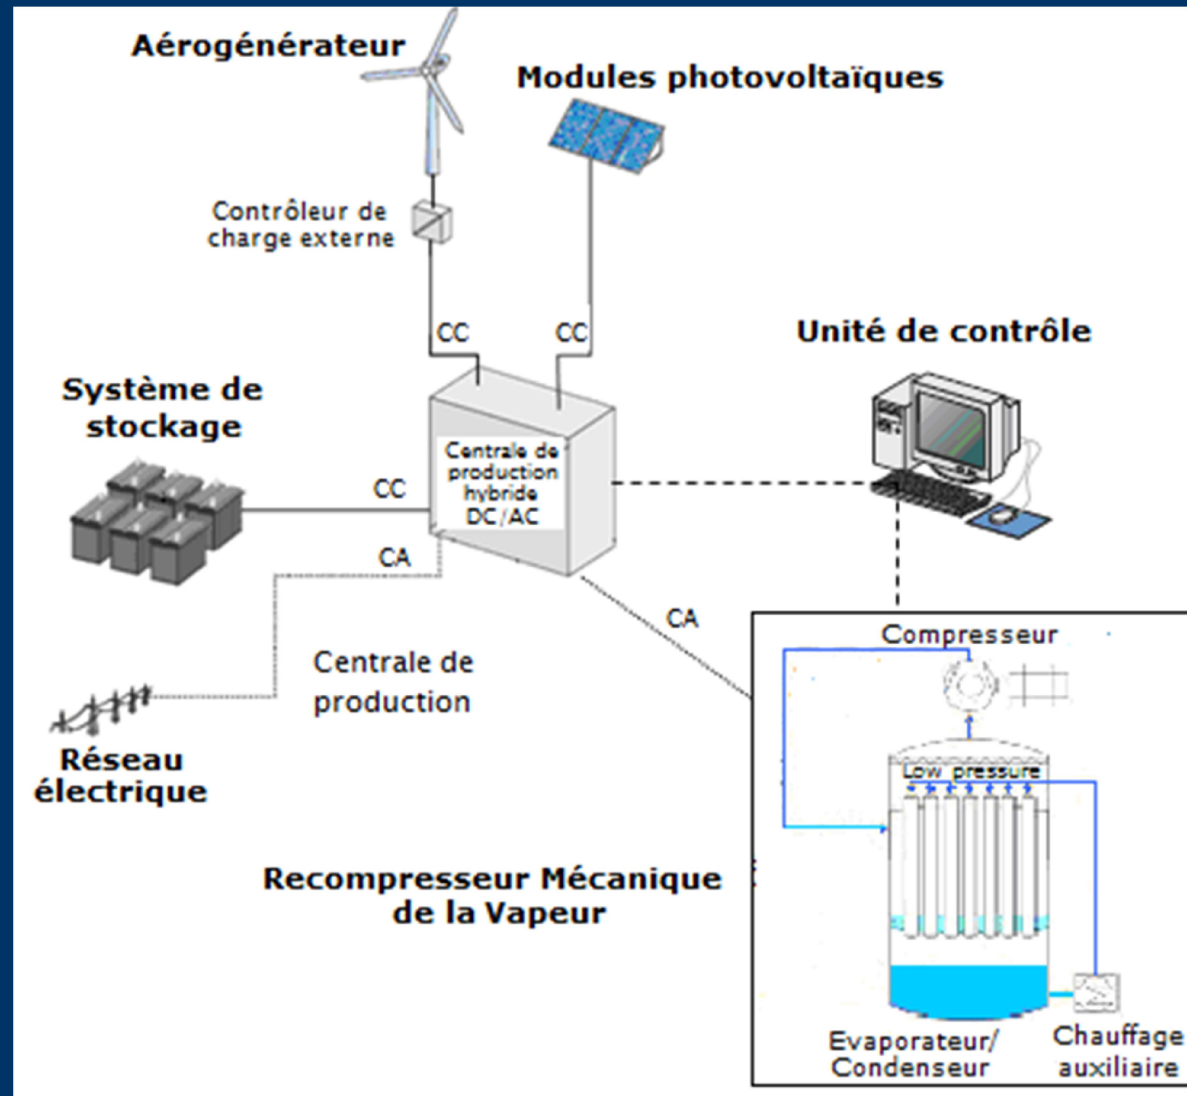 Aérogénérateur
Modules photovoltaïques
Contrôleur de
charge externe
CC
CC
Unité de contrôle
Système de
stockage
Centrale de
production
hybride
DC/AC
CC
CA
CA
Compresseur
Centrale de
production
Réseau
électrique
Low pressure
Recompresseur Mécanique
de la Vapeur
Evaporateur/
Condenseur
Chauffage
auxiliaire